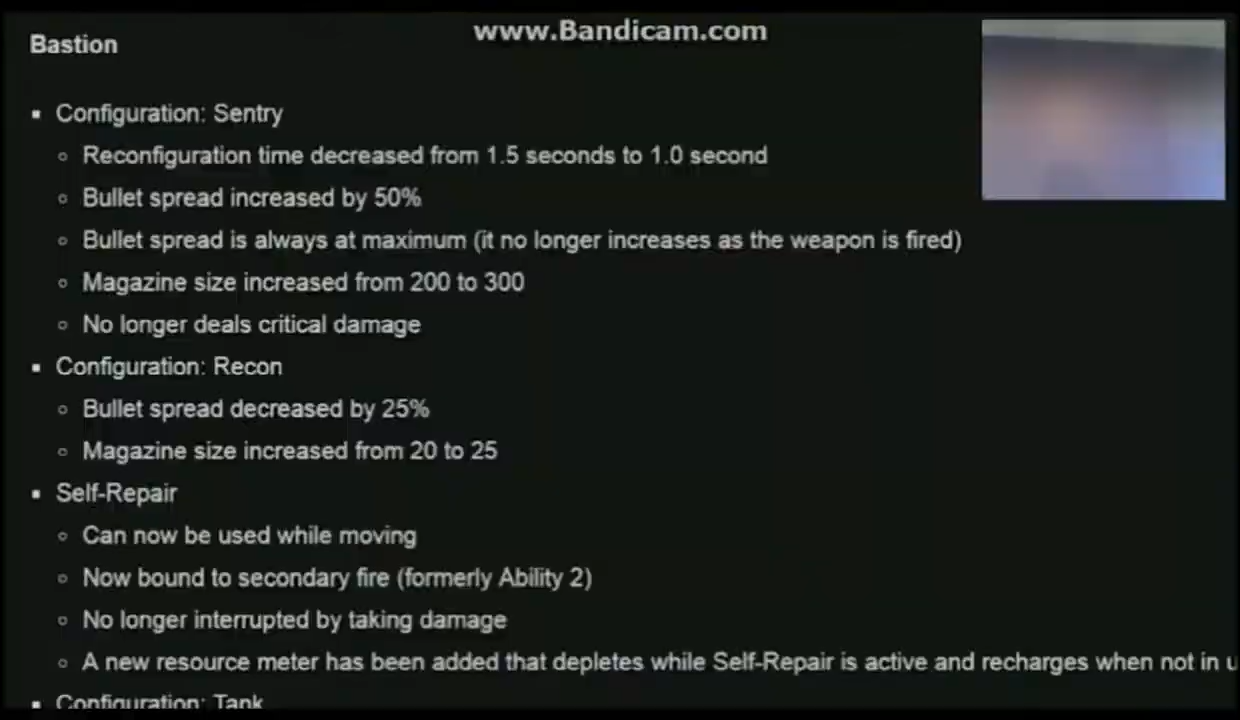 www.Bandicam.com
Bastion
Configuration: Sentry
Reconfiguration time decreased from 1.5 seconds to 1.0 second
Bullet spread increased by 50%
Bullet spread is always at maximum (it no longer increases as the weapon is fired)
Magazine size increased from 200 to 300
No longer deals critical damage
Configuration: Recon
Bullet spread decreased by 25%
Magazine size increased from 20 to 25
Self-Repair
Can now be used while moving
Now bound to secondary fire (formerly Ability 2)
No longer interrupted by taking damage
A new resource meter has been added that depletes while Self-Repair is active and recharges when not in u
Configuration: Tank